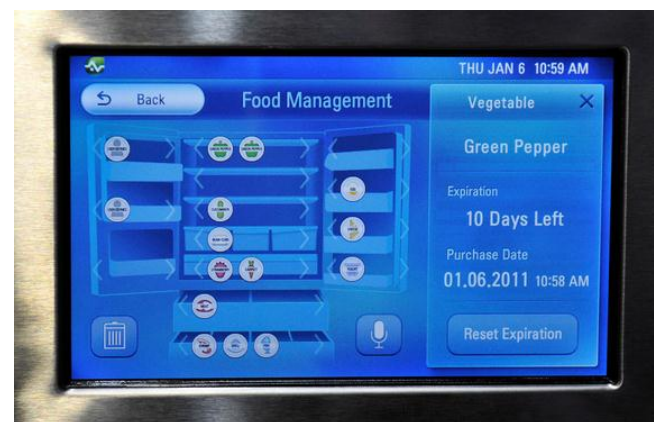 THU JAN 6 10:59 AM
Back
Food Management
Vegetable
Green Pepper
Expiration
10 Days Left
Purchase Date
01.06.2011 10:58 AM
Reset Expiration